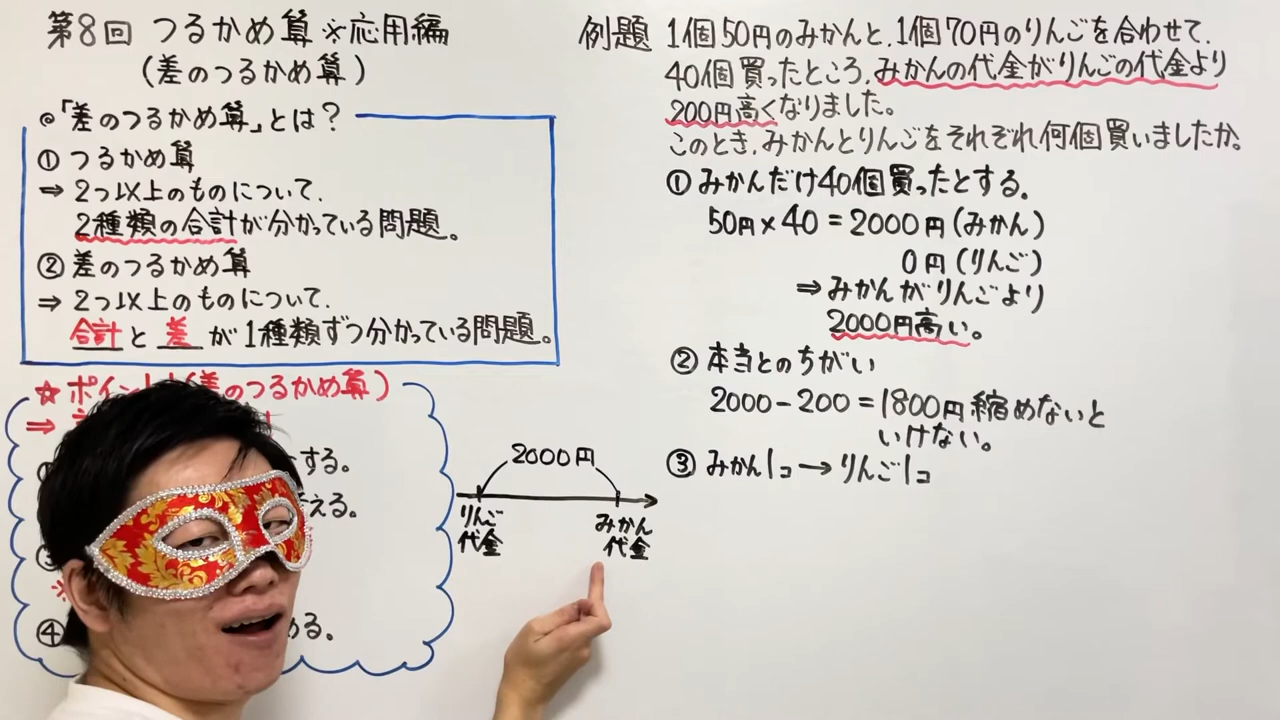 第8回 つるかめ算 ※応用編
(差のつるかめ算)
◎「差のつるかめ算」とは?
① つるかめ算
⇒ 2つ以上のものについて、
2種類の合計が分かっている問題。
② 差のつるかめ算
⇒ 2つ以上のものについて、
合計と差が1種類ずつ分かっている問題。
☆ポイント(差のつるかめ算)
⇒
する。
える。
※
④
める。
2000円
りんご代金
みかん代金
例題 1個50円のみかんと、1個70円のりんごを合わせて、
40個買ったところ、みかんの代金がりんごの代金より
200円高くなりました。
このとき、みかんとりんごをそれぞれ何個買いましたか。
① みかんだけ40個買ったとする。
50円×40=2000円(みかん)
0円(りんご)
⇒みかんがりんごより
2000円高い。
② 本当とのちがい
2000-200=1800円縮めないと
いけない。
③ みかん1コ→りんご1コ